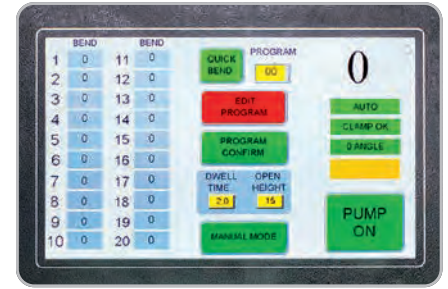 BEND BEND
1 0 11 0
2 0 12 0
3 0 13 0
4 0 14 0
5 0 15 0
6 0 16 0
7 0 17 0
8 0 18 0
9 0 19 0
10 0 20 0
QUICK
BEND
PROGRAM
00
EDIT
PROGRAM
PROGRAM
CONFIRM
DWELL
TIME
2.0
OPEN
HEIGHT
15
MANUAL MODE
0
AUTO
CLAMP OK
0 ANGLE
PUMP
ON